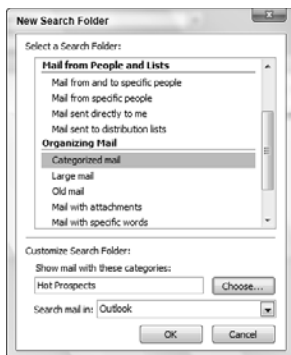 New Search Folder
Select a Search Folder:
Mail from People and Lists
Mail from and to specific people
Mail from specific people
Mail sent directly to me
Mail sent to distribution lists
Organizing Mail
Categorized mail
Large mail
Old mail
Mail with attachments
Mail with specific words
Customize Search Folder:
Show mail with these categories:
Hot Prospects Choose...
Search mail in: Outlook
OK Cancel